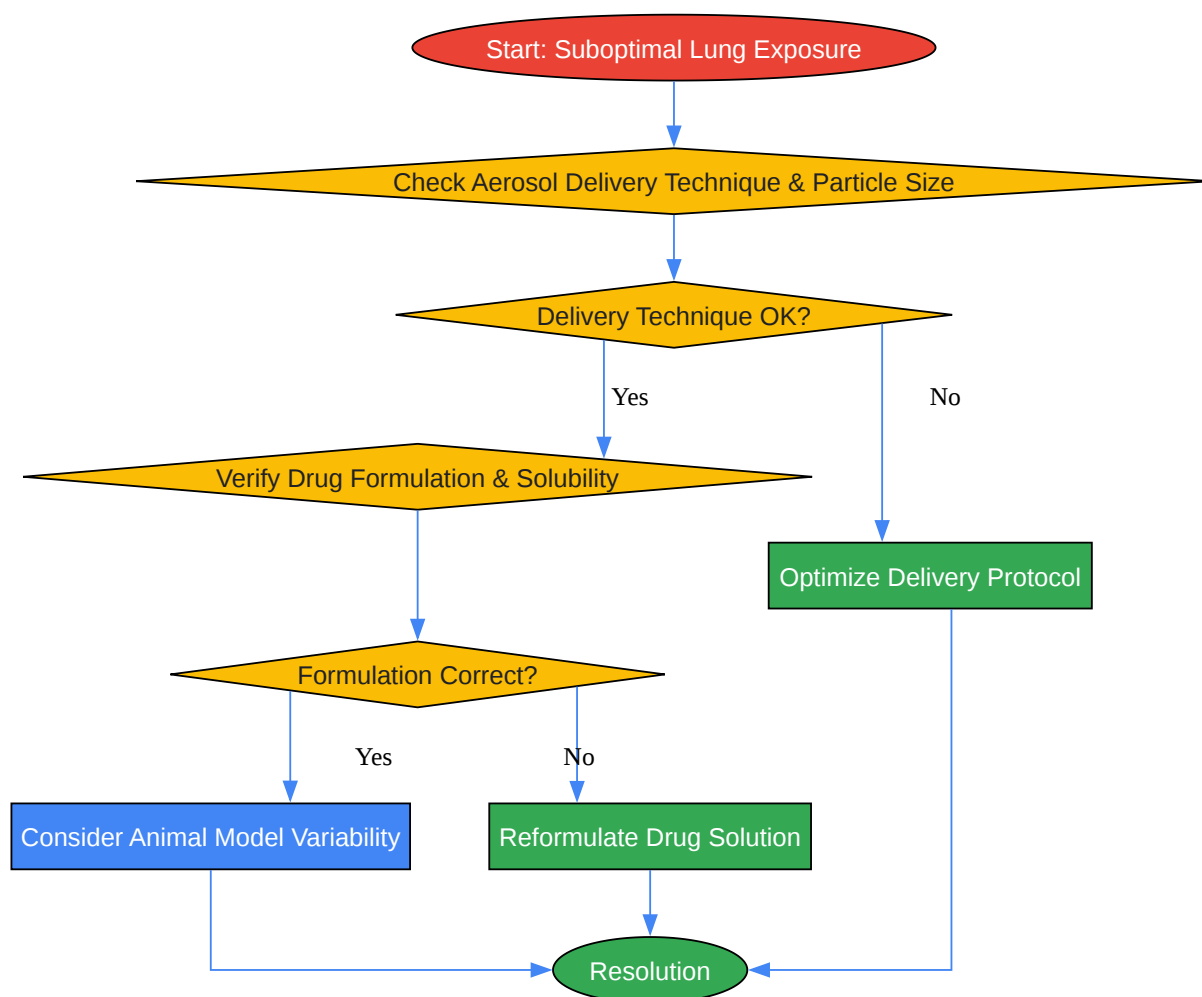 Start: Suboptimal Lung Exposure
Check Aerosol Delivery Technique & Particle Size
Delivery Technique OK?
Yes
No
Verify Drug Formulation & Solubility
Optimize Delivery Protocol
Formulation Correct?
Yes
No
Consider Animal Model Variability
Reformulate Drug Solution
Resolution